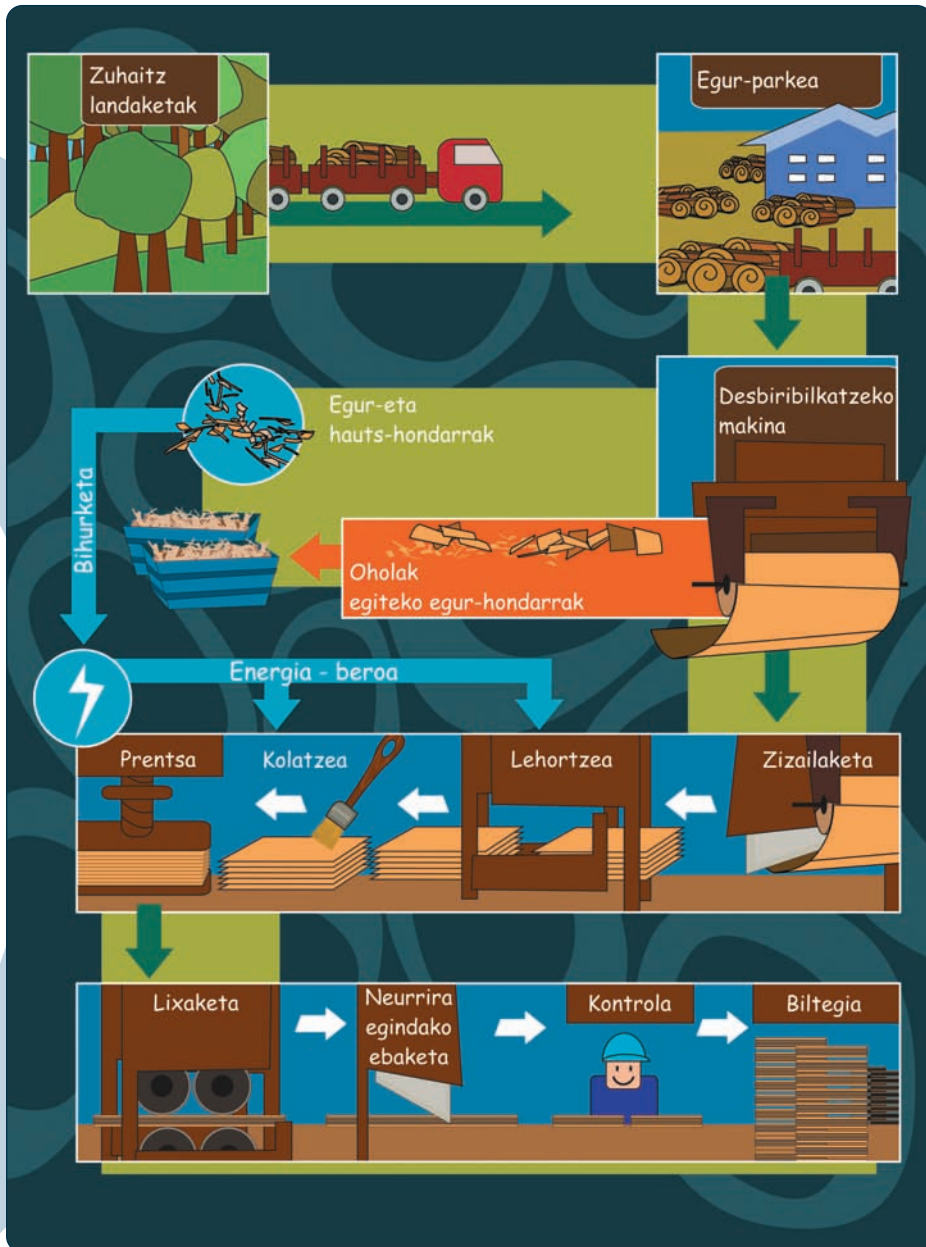 Zuhaitz
landaketak
Egur-parkea
Desbiribilkatzeko
makina
Egur-eta
hauts-hondarrak
Bihurketa
Oholak
egiteko egur-hondarrak
Energia - beroa
Prentsa
Kolatzea
Lehortzea
Zizailaketa
Lixaketa
Neurrira
egindako
ebaketa
Kontrola
Biltegia